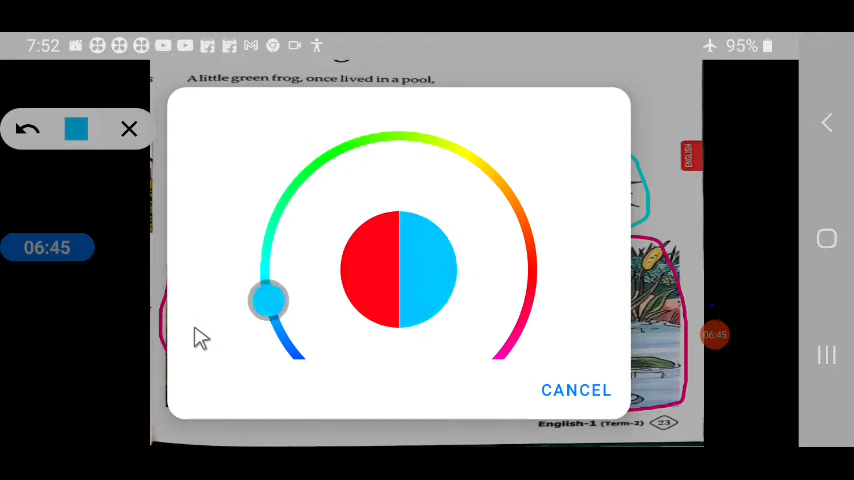 7:52
95%
A little green frog, once lived in a pool,
ENGLISH
06:45
06:45
CANCEL
English-1 (Term-2) 23